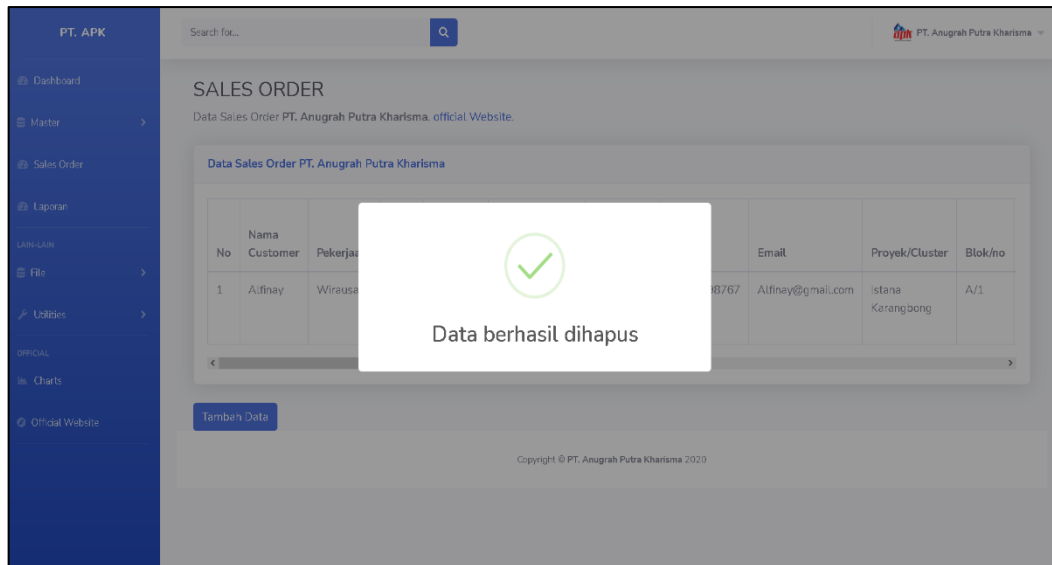 PT. APK
Search for...
PT. Anugrah Putra Kharisma
Dashboard
Master
Sales Order
Laporan
LAIN-LAIN
File
Utilities
OFFICIAL
Charts
Official Website
SALES ORDER
Data Sales Order PT. Anugrah Putra Kharisma. official Website.
Data Sales Order PT. Anugrah Putra Kharisma
No Nama Customer Email Proyek/Cluster Blok/no
1 Alfinay Alfinay@gmail.com Istana Karangbong A/1
Data berhasil dihapus
Tambah Data
Copyright © PT. Anugrah Putra Kharisma 2020